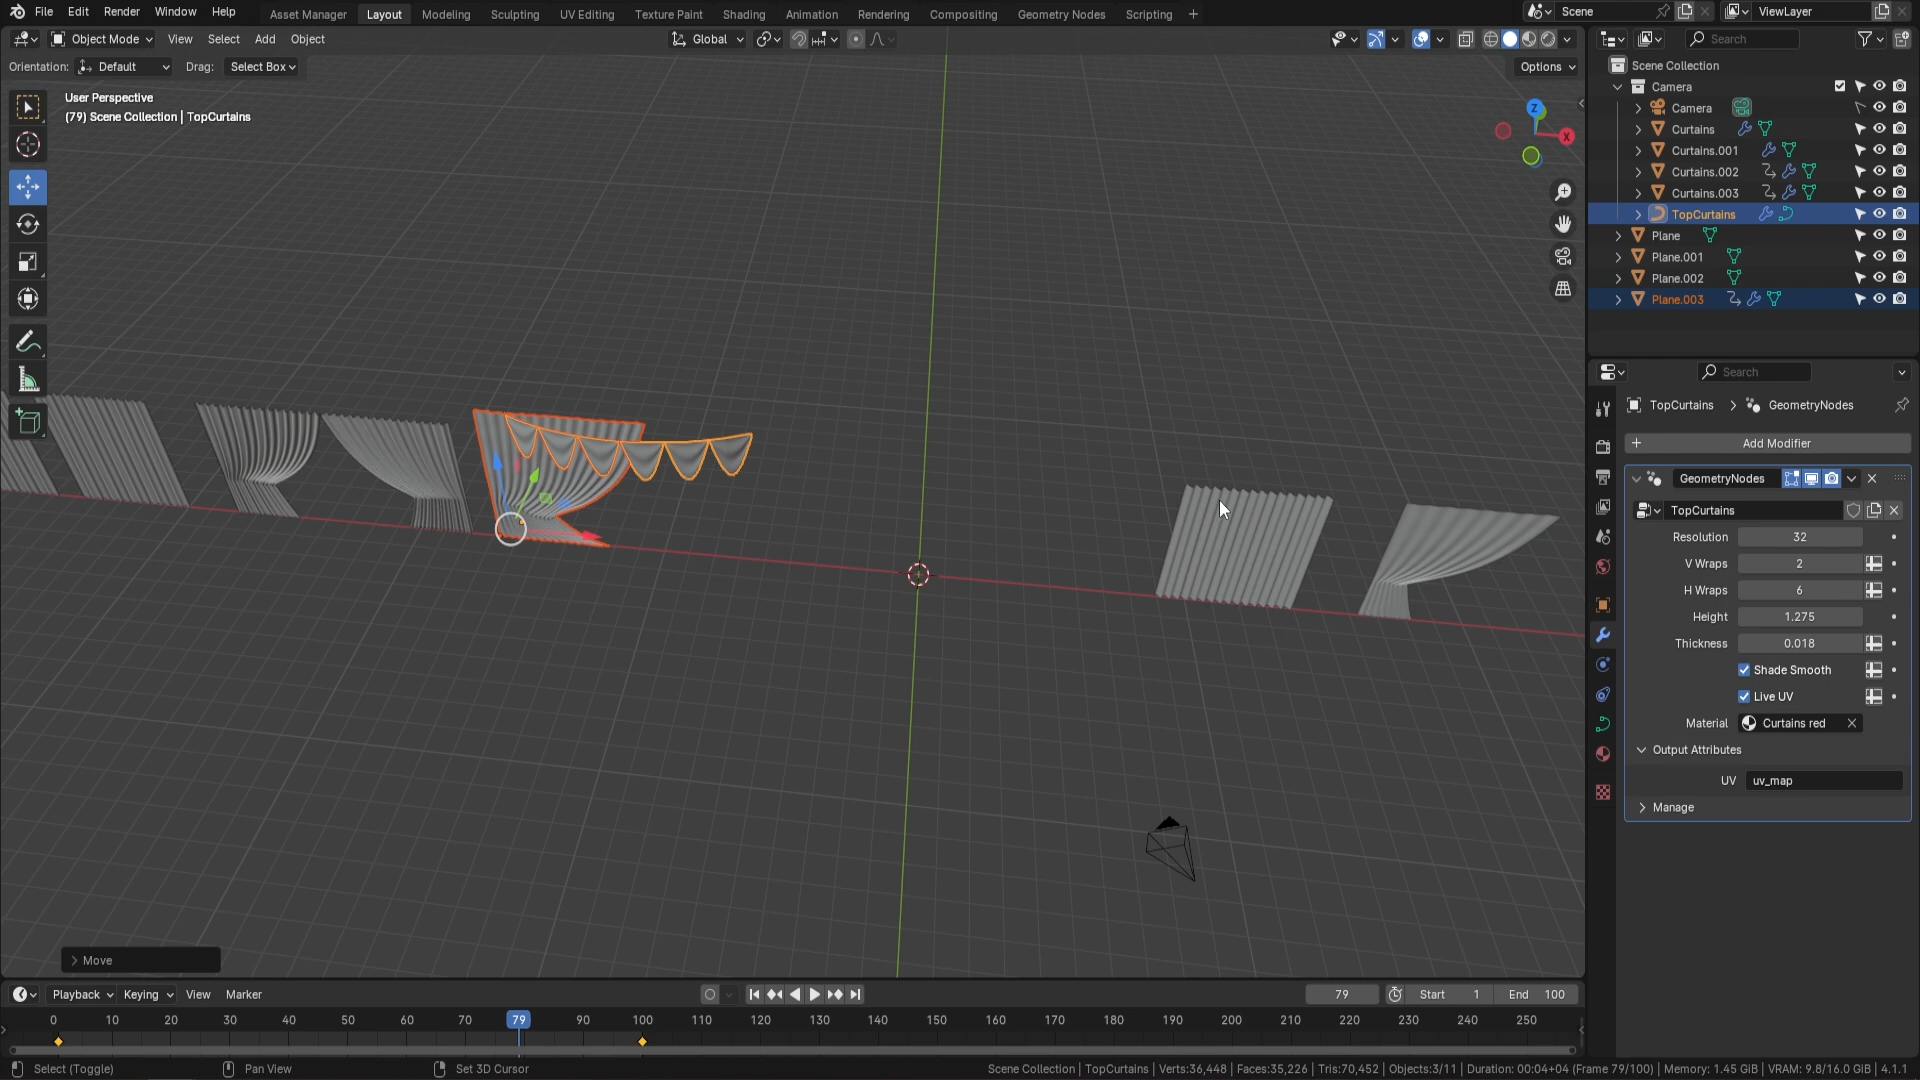 File Edit Render Window Help
Asset Manager Layout Modeling Sculpting UV Editing Texture Paint Shading Animation Rendering Compositing Geometry Nodes Scripting +
Scene
ViewLayer
Object Mode View Select Add Object
Global
Orientation: Default Drag: Select Box
Options
User Perspective
(79) Scene Collection | TopCurtains
Z
X
Move
Search
Scene Collection
Camera
Camera
Curtains
Curtains.001
Curtains.002
Curtains.003
TopCurtains
Plane
Plane.001
Plane.002
Plane.003
Search
TopCurtains > GeometryNodes
+ Add Modifier
GeometryNodes
TopCurtains
Resolution 32
V Wraps 2
H Wraps 6
Height 1.275
Thickness 0.018
Shade Smooth
Live UV
Material Curtains red
Output Attributes
UV uv_map
Manage
Playback Keying View Marker
79 Start 1 End 100
0 10 20 30 40 50 60 70 79 90 100 110 120 130 140 150 160 170 180 190 200 210 220 230 240 250
Select (Toggle) Pan View Set 3D Cursor
Scene Collection | TopCurtains | Verts:36,448 | Faces:35,226 | Tris:70,452 | Objects:3/11 | Duration: 00:04+04 (Frame 79/100) | Memory: 1.45 GiB | VRAM: 9.8/16.0 GiB | 4.1.1